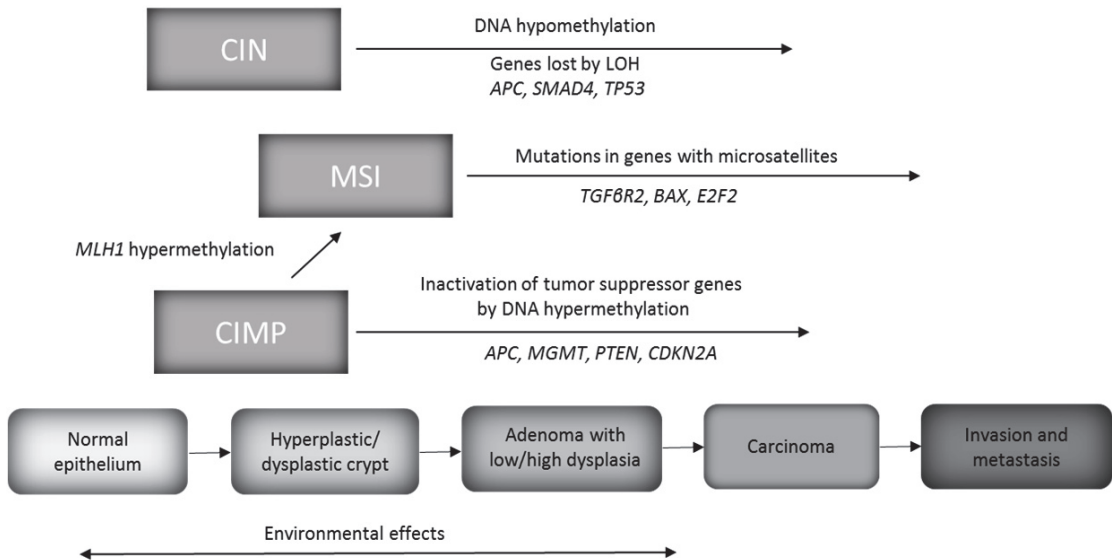 CIN
DNA hypomethylation
Genes lost by LOH
APC, SMAD4, TP53
MSI
Mutations in genes with microsatellites
TGFβR2, BAX, E2F2
MLH1 hypermethylation
CIMP
Inactivation of tumor suppressor genes
by DNA hypermethylation
APC, MGMT, PTEN, CDKN2A
Normal
epithelium
Hyperplastic/
dysplastic crypt
Adenoma with
low/high dysplasia
Carcinoma
Invasion and
metastasis
Environmental effects